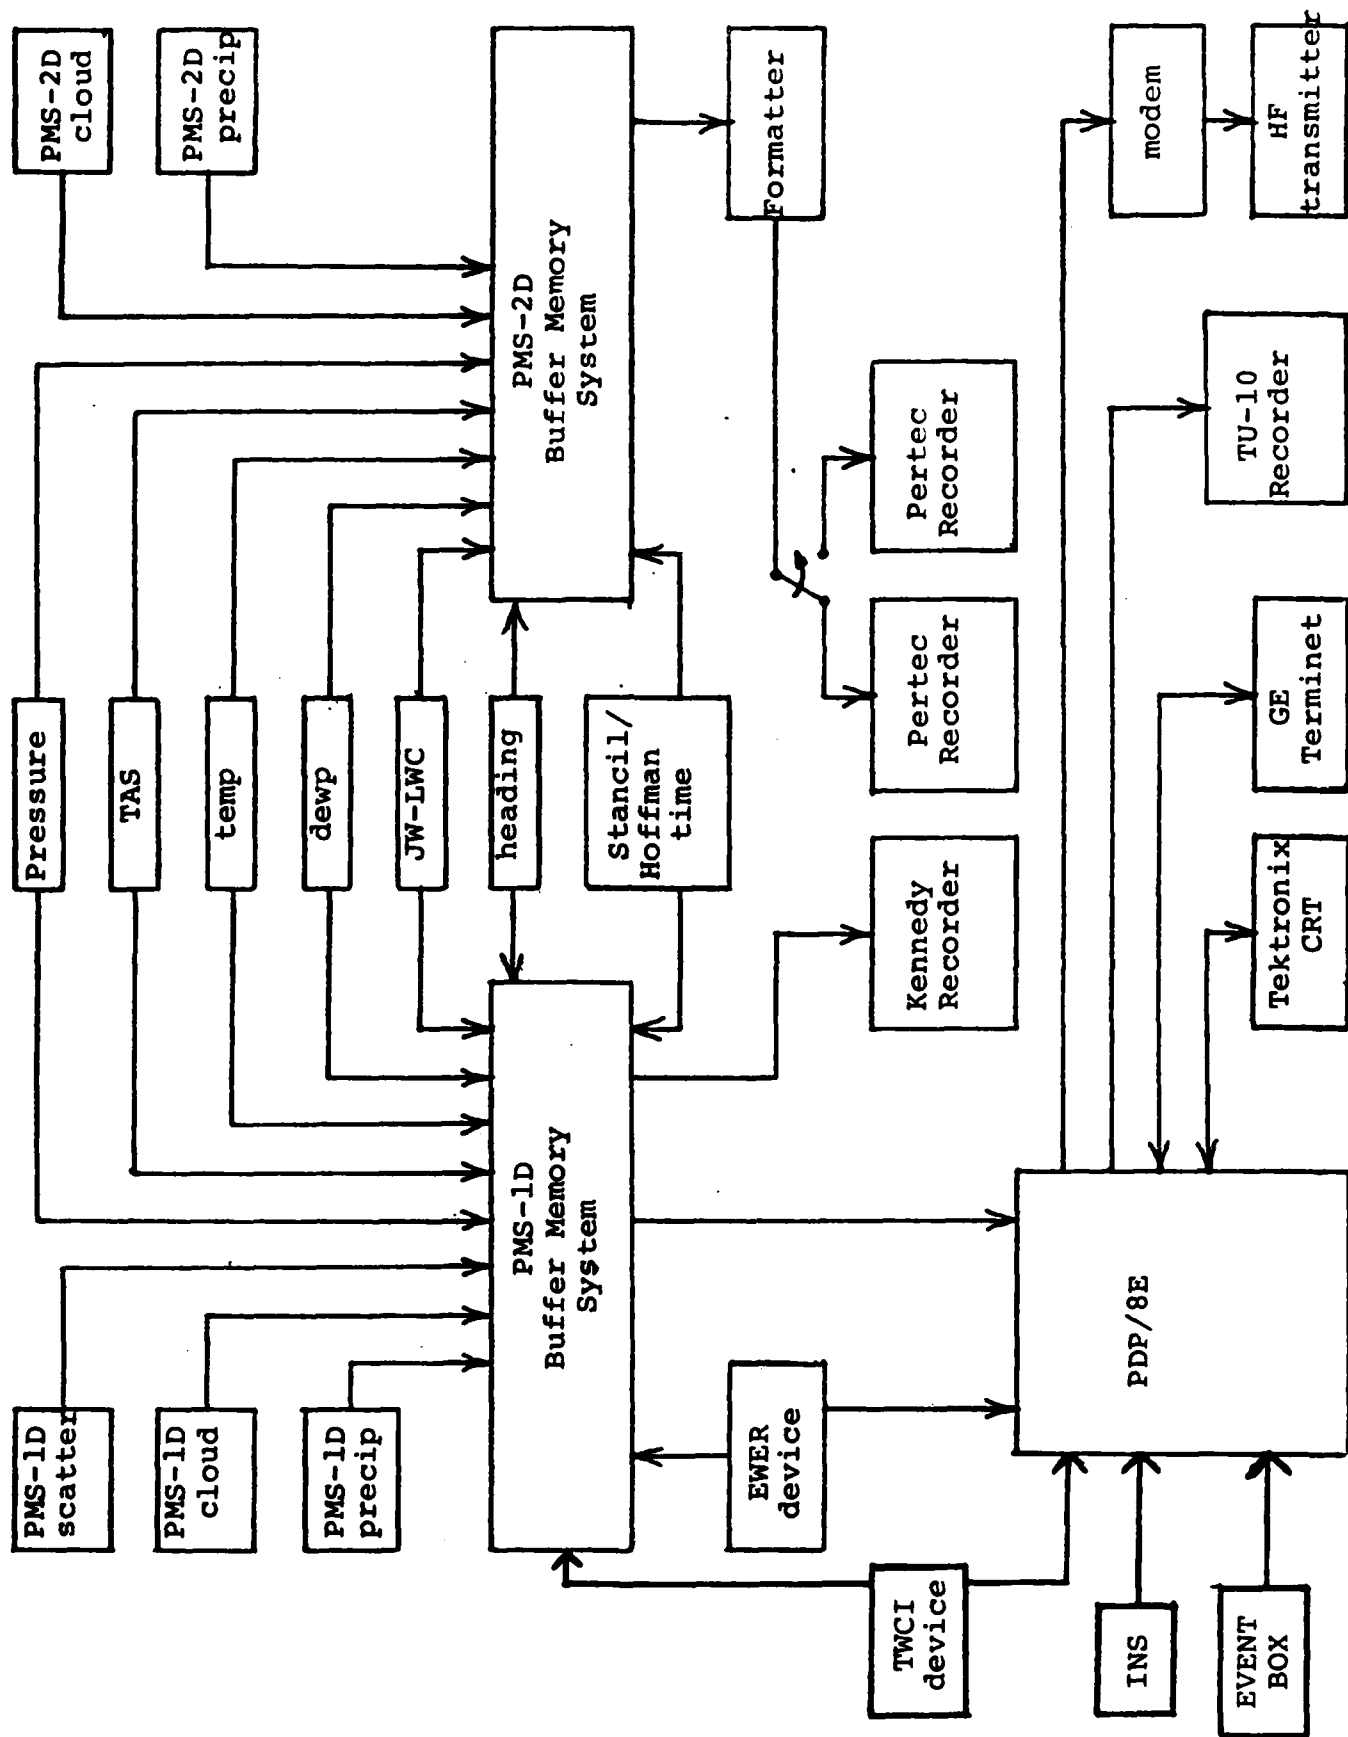 PMS-1D
scatter
Pressure
PMS-2D
cloud
TAS
PMS-1D
cloud
temp
PMS-2D
precip
PMS-1D
precip
dewp
JW-LWC
PMS-1D
Buffer Memory
System
heading
PMS-2D
Buffer Memory
System
Stancil/
Hoffman
time
EWER
device
Formatter
TWCI
device
Kennedy
Recorder
Pertec
Recorder
Pertec
Recorder
INS
PDP/8E
modem
EVENT
BOX
Tektronix
CRT
GE
Terminet
TU-10
Recorder
HF
transmitter